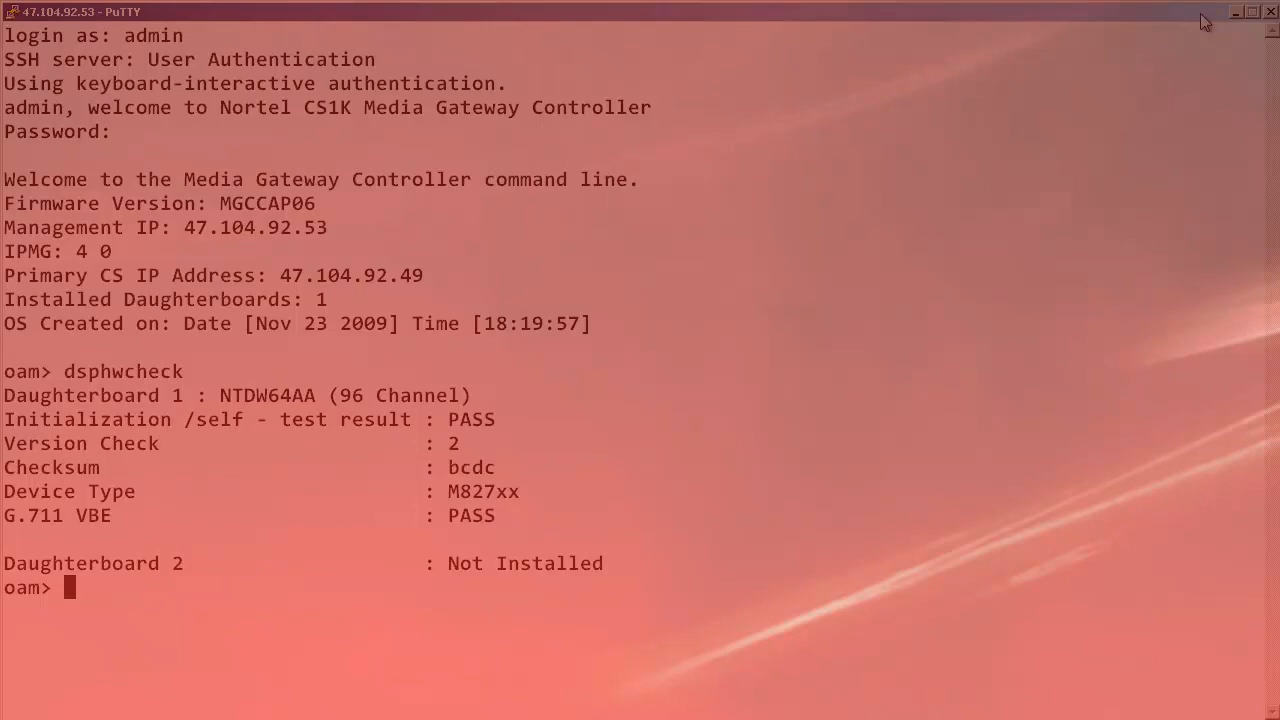 47.104.92.53 - PuTTY
login as: admin
SSH server: User Authentication
Using keyboard-interactive authentication.
admin, welcome to Nortel CS1K Media Gateway Controller
Password:
Welcome to the Media Gateway Controller command line.
Firmware Version: MGCCAP06
Management IP: 47.104.92.53
IPMG: 4 0
Primary CS IP Address: 47.104.92.49
Installed Daughterboards: 1
OS Created on: Date [Nov 23 2009] Time [18:19:57]
oam> dsphwcheck
Daughterboard 1 : NTDW64AA (96 Channel)
Initialization /self - test result : PASS
Version Check : 2
Checksum : bcdc
Device Type : M827xx
G.711 VBE : PASS
Daughterboard 2 : Not Installed
oam>